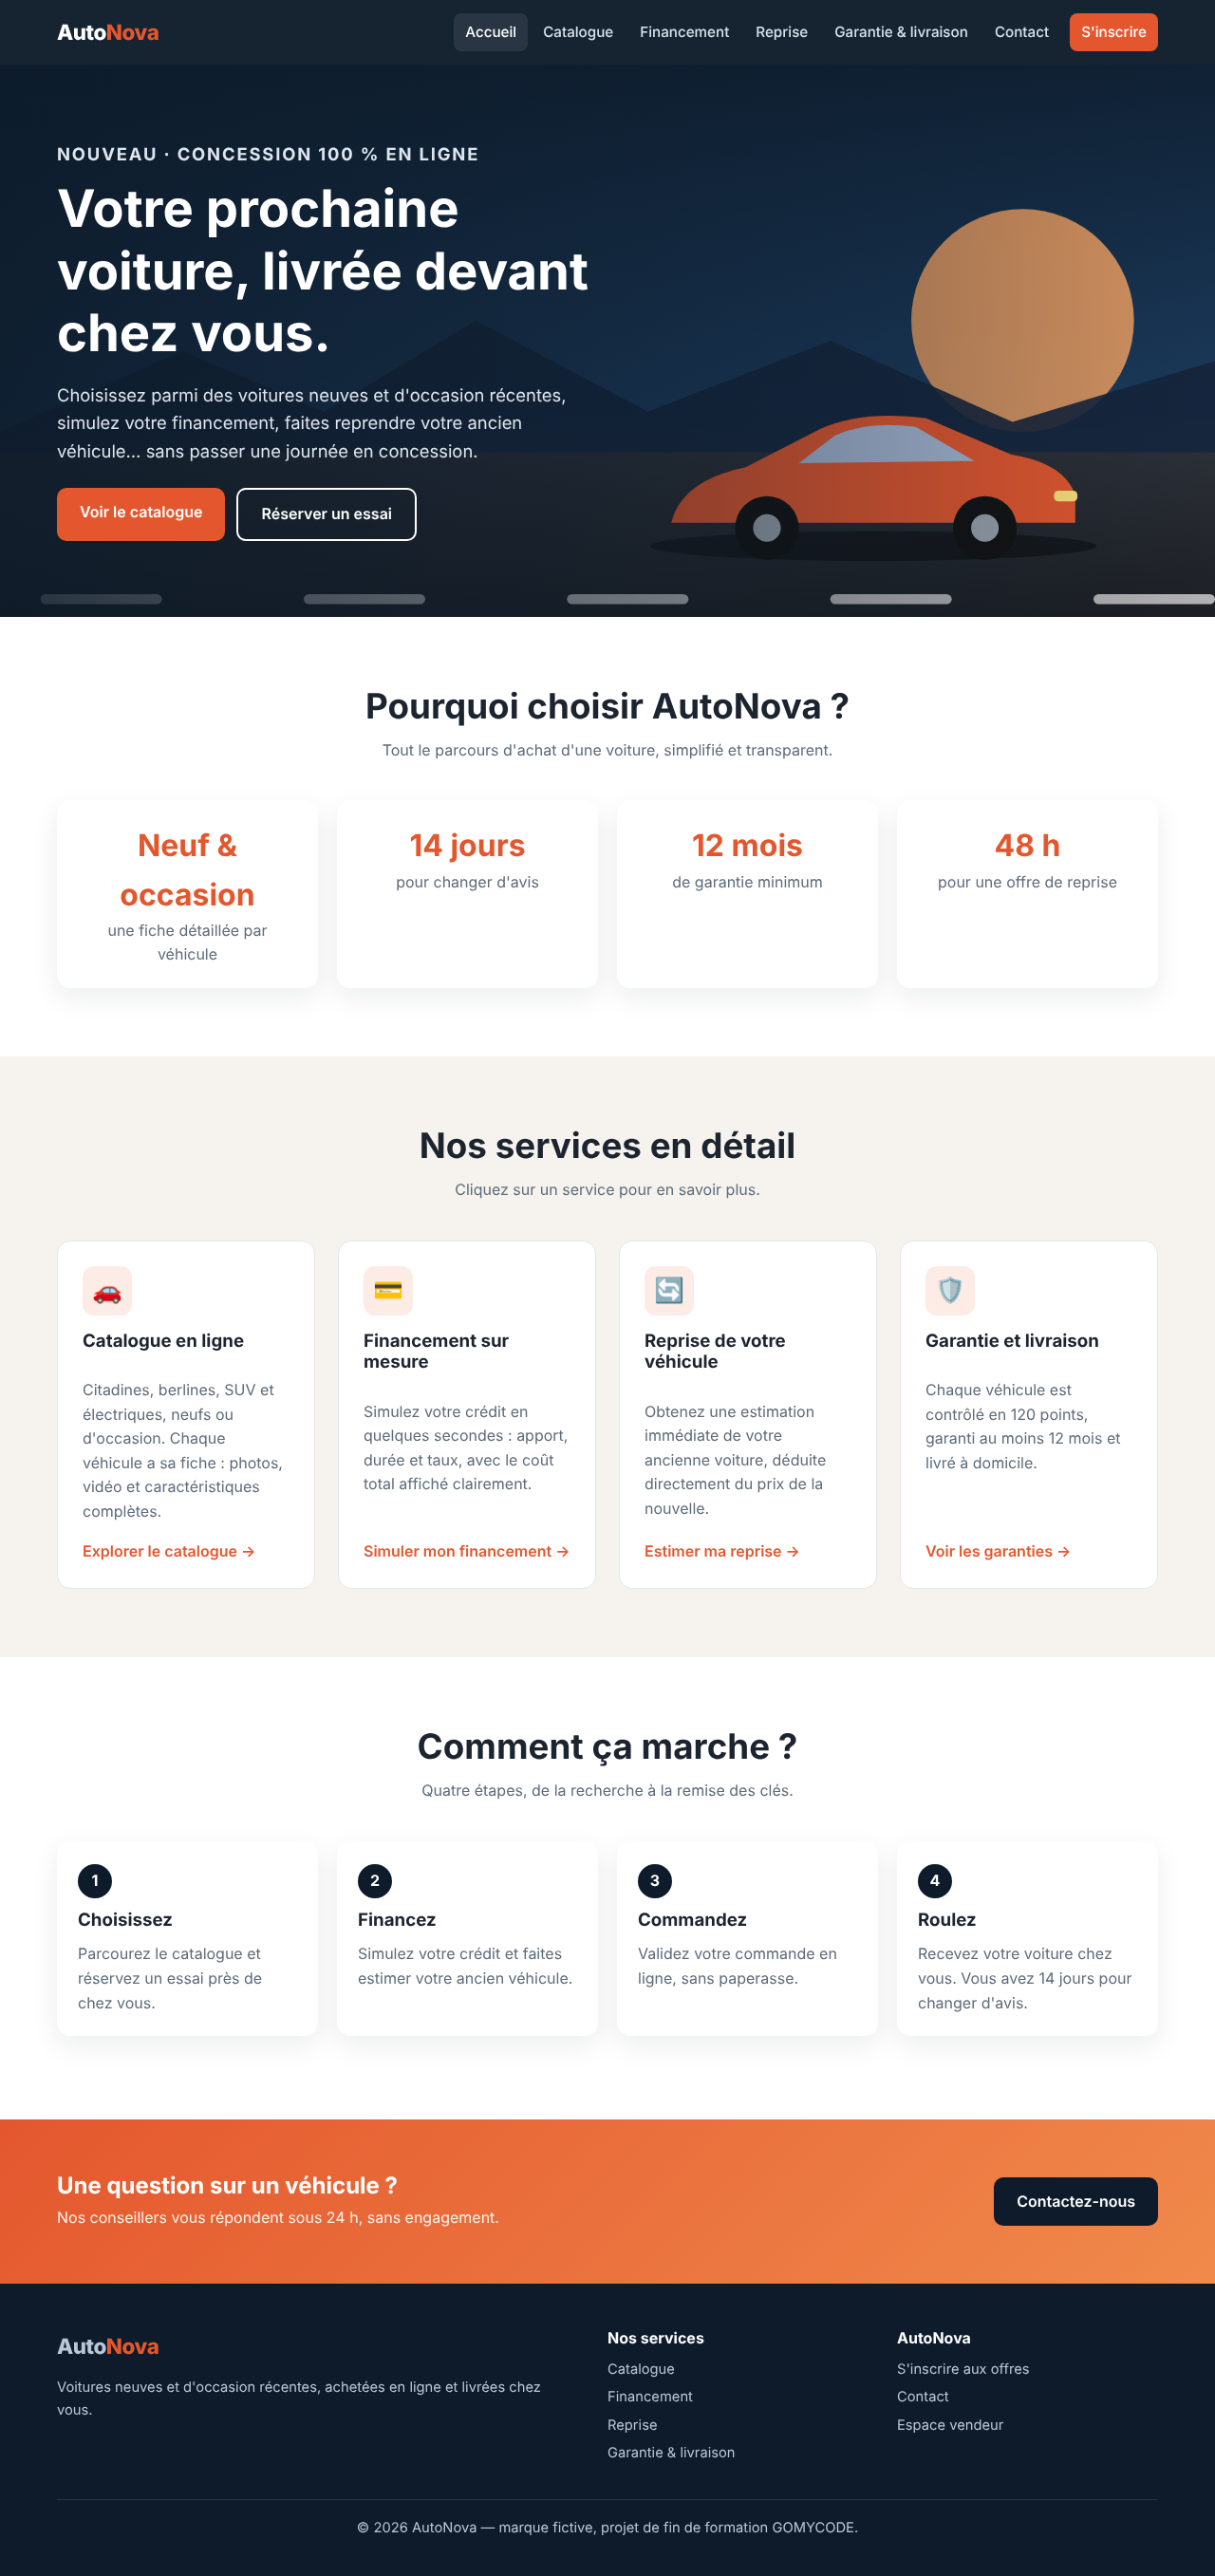 AutoNova
Accueil
Catalogue
Financement
Reprise
Garantie & livraison
Contact
S'inscrire
NOUVEAU · CONCESSION 100 % EN LIGNE
Votre prochaine
voiture, livrée devant
chez vous.
Choisissez parmi des voitures neuves et d'occasion récentes,
simulez votre financement, faites reprendre votre ancien
véhicule... sans passer une journée en concession.
Voir le catalogue
Réserver un essai
Pourquoi choisir AutoNova ?
Tout le parcours d'achat d'une voiture, simplifié et transparent.
Neuf &
occasion
une fiche détaillée par
véhicule
14 jours
pour changer d'avis
12 mois
de garantie minimum
48 h
pour une offre de reprise
Nos services en détail
Cliquez sur un service pour en savoir plus.
Catalogue en ligne
Citadines, berlines, SUV et
électriques, neufs ou
d'occasion. Chaque
véhicule a sa fiche : photos,
vidéo et caractéristiques
complètes.
Explorer le catalogue →
Financement sur
mesure
Simulez votre crédit en
quelques secondes : apport,
durée et taux, avec le coût
total affiché clairement.
Simuler mon financement →
Reprise de votre
véhicule
Obtenez une estimation
immédiate de votre
ancienne voiture, déduite
directement du prix de la
nouvelle.
Estimer ma reprise →
Garantie et livraison
Chaque véhicule est
contrôlé en 120 points,
garanti au moins 12 mois et
livré à domicile.
Voir les garanties →
Comment ça marche ?
Quatre étapes, de la recherche à la remise des clés.
1
Choisissez
Parcourez le catalogue et
réservez un essai près de
chez vous.
2
Financez
Simulez votre crédit et faites
estimer votre ancien véhicule.
3
Commandez
Validez votre commande en
ligne, sans paperasse.
4
Roulez
Recevez votre voiture chez
vous. Vous avez 14 jours pour
changer d'avis.
Une question sur un véhicule ?
Nos conseillers vous répondent sous 24 h, sans engagement.
Contactez-nous
AutoNova
Voitures neuves et d'occasion récentes, achetées en ligne et livrées chez
vous.
Nos services
Catalogue
Financement
Reprise
Garantie & livraison
AutoNova
S'inscrire aux offres
Contact
Espace vendeur
© 2026 AutoNova — marque fictive, projet de fin de formation GOMYCODE.